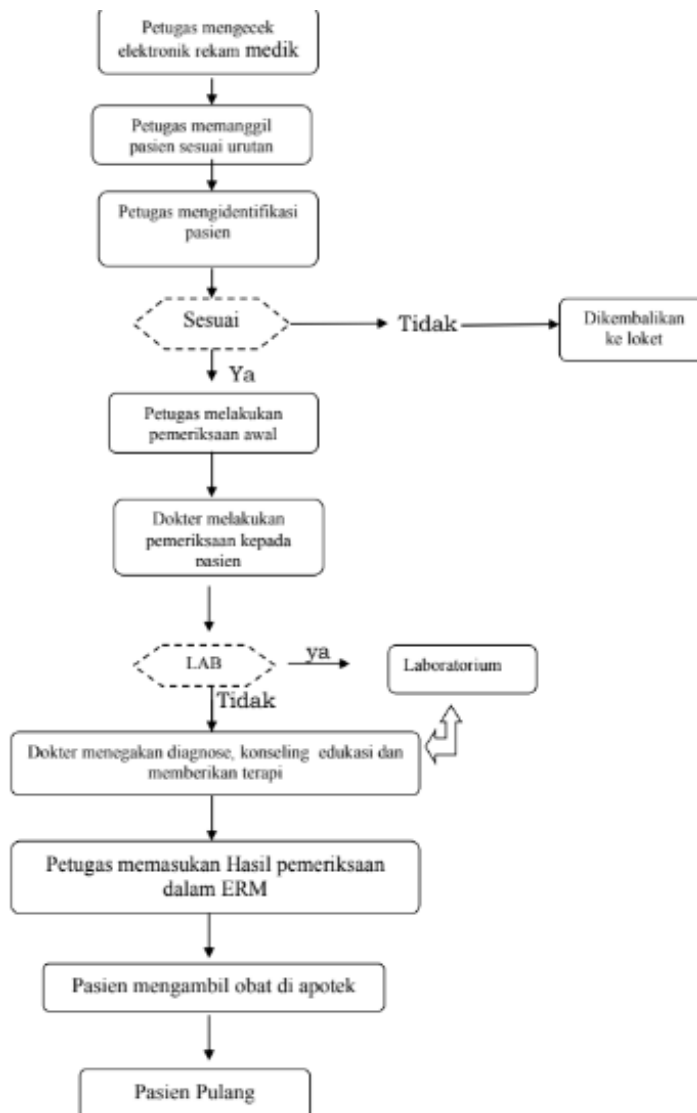 Petugas mengecek
elektronik rekam medik
Petugas memanggil
pasien sesuai urutan
Petugas mengidentifikasi
pasien
Sesuai
Tidak
Dikembalikan
ke loket
Ya
Petugas melakukan
pemeriksaan awal
Dokter melakukan
pemeriksaan kepada
pasien
LAB
ya
Laboratorium
Tidak
Dokter menegakan diagnose, konseling edukasi dan
memberikan terapi
Petugas memasukan Hasil pemeriksaan
dalam ERM
Pasien mengambil obat di apotek
Pasien Pulang